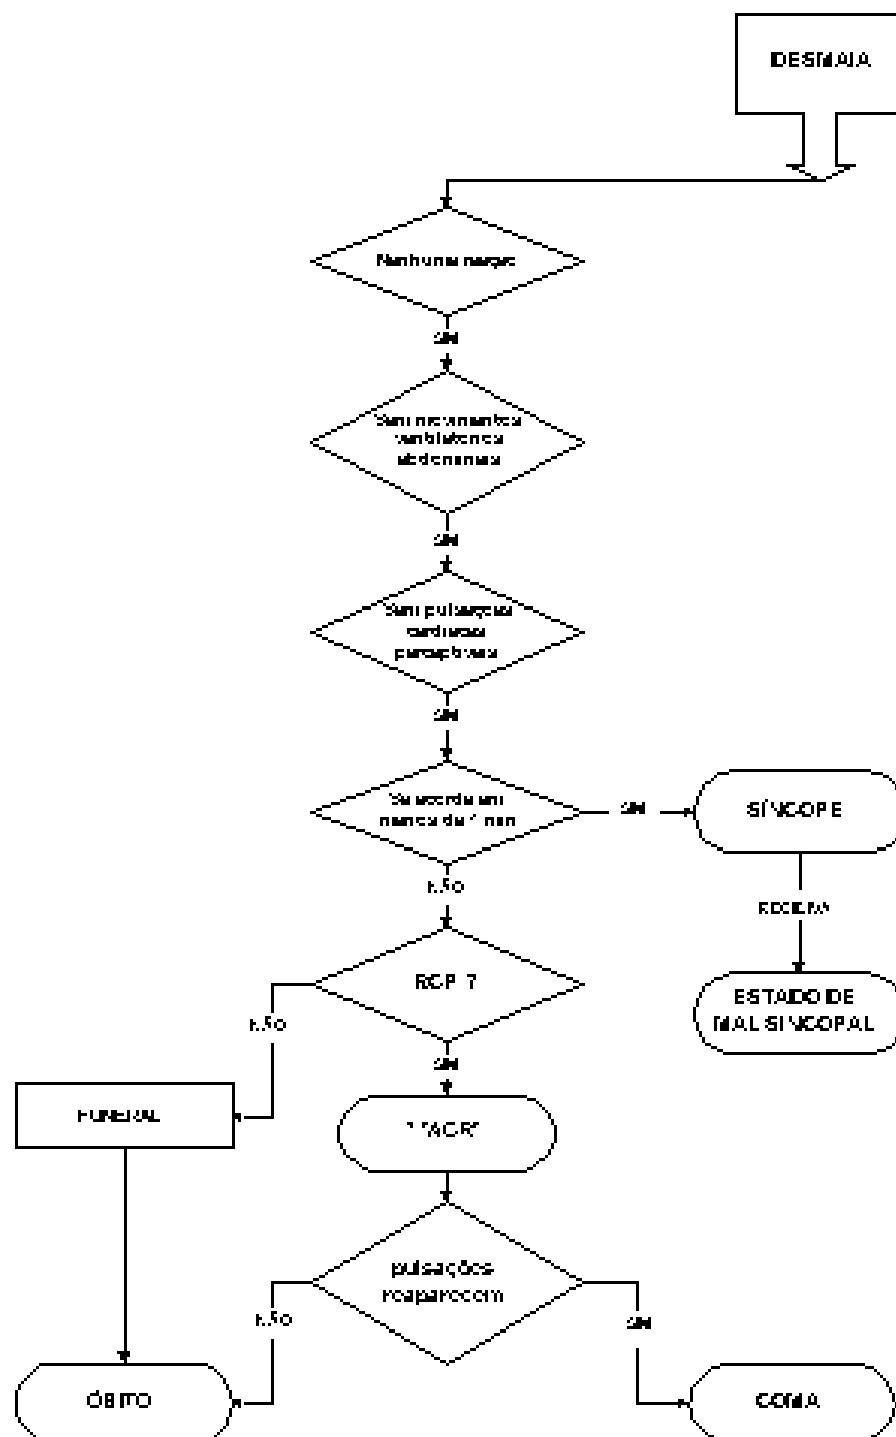 DESMAIA
Nenhuma reação
SIM
Sem movimentos
ventilatórios
abdominais
SIM
Sem pulsações
cardíacas
perceptíveis
SIM
Se acorda em
menos de 1 min
SIM
SÍNCOPE
NÃO
RECIDIVA
RCP ?
ESTADO DE
MAL SINCOPAL
NÃO
SIM
FUNERAL
pulsações
reaparecem
NÃO
SIM
ÓBITO
COMA